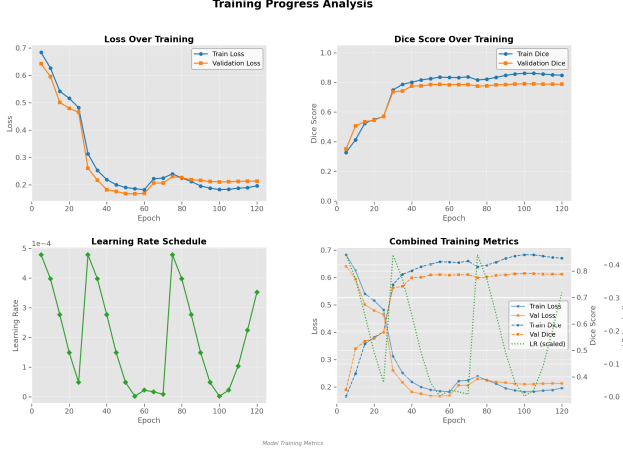 Training Progress Analysis
Loss Over Training
0.7
0.6
0.5
0.4
0.3
0.2
Loss
0 20 40 60 80 100 120
Epoch
Train Loss
Validation Loss
Dice Score Over Training
1.0
0.8
0.6
0.4
0.2
0.0
Dice Score
0 20 40 60 80 100 120
Epoch
Train Dice
Validation Dice
Learning Rate Schedule
1e−4
5
4
3
2
1
0
Learning Rate
0 20 40 60 80 100 120
Epoch
Combined Training Metrics
0.7
0.6
0.5
0.4
0.3
0.2
Loss
0 20 40 60 80 100 120
Epoch
Train Loss
Val Loss
Train Dice
Val Dice
LR (scaled)
0.8
0.7
0.6
0.5
0.4
Dice Score
0.4
0.3
0.2
0.1
0.0
Model Training Metrics